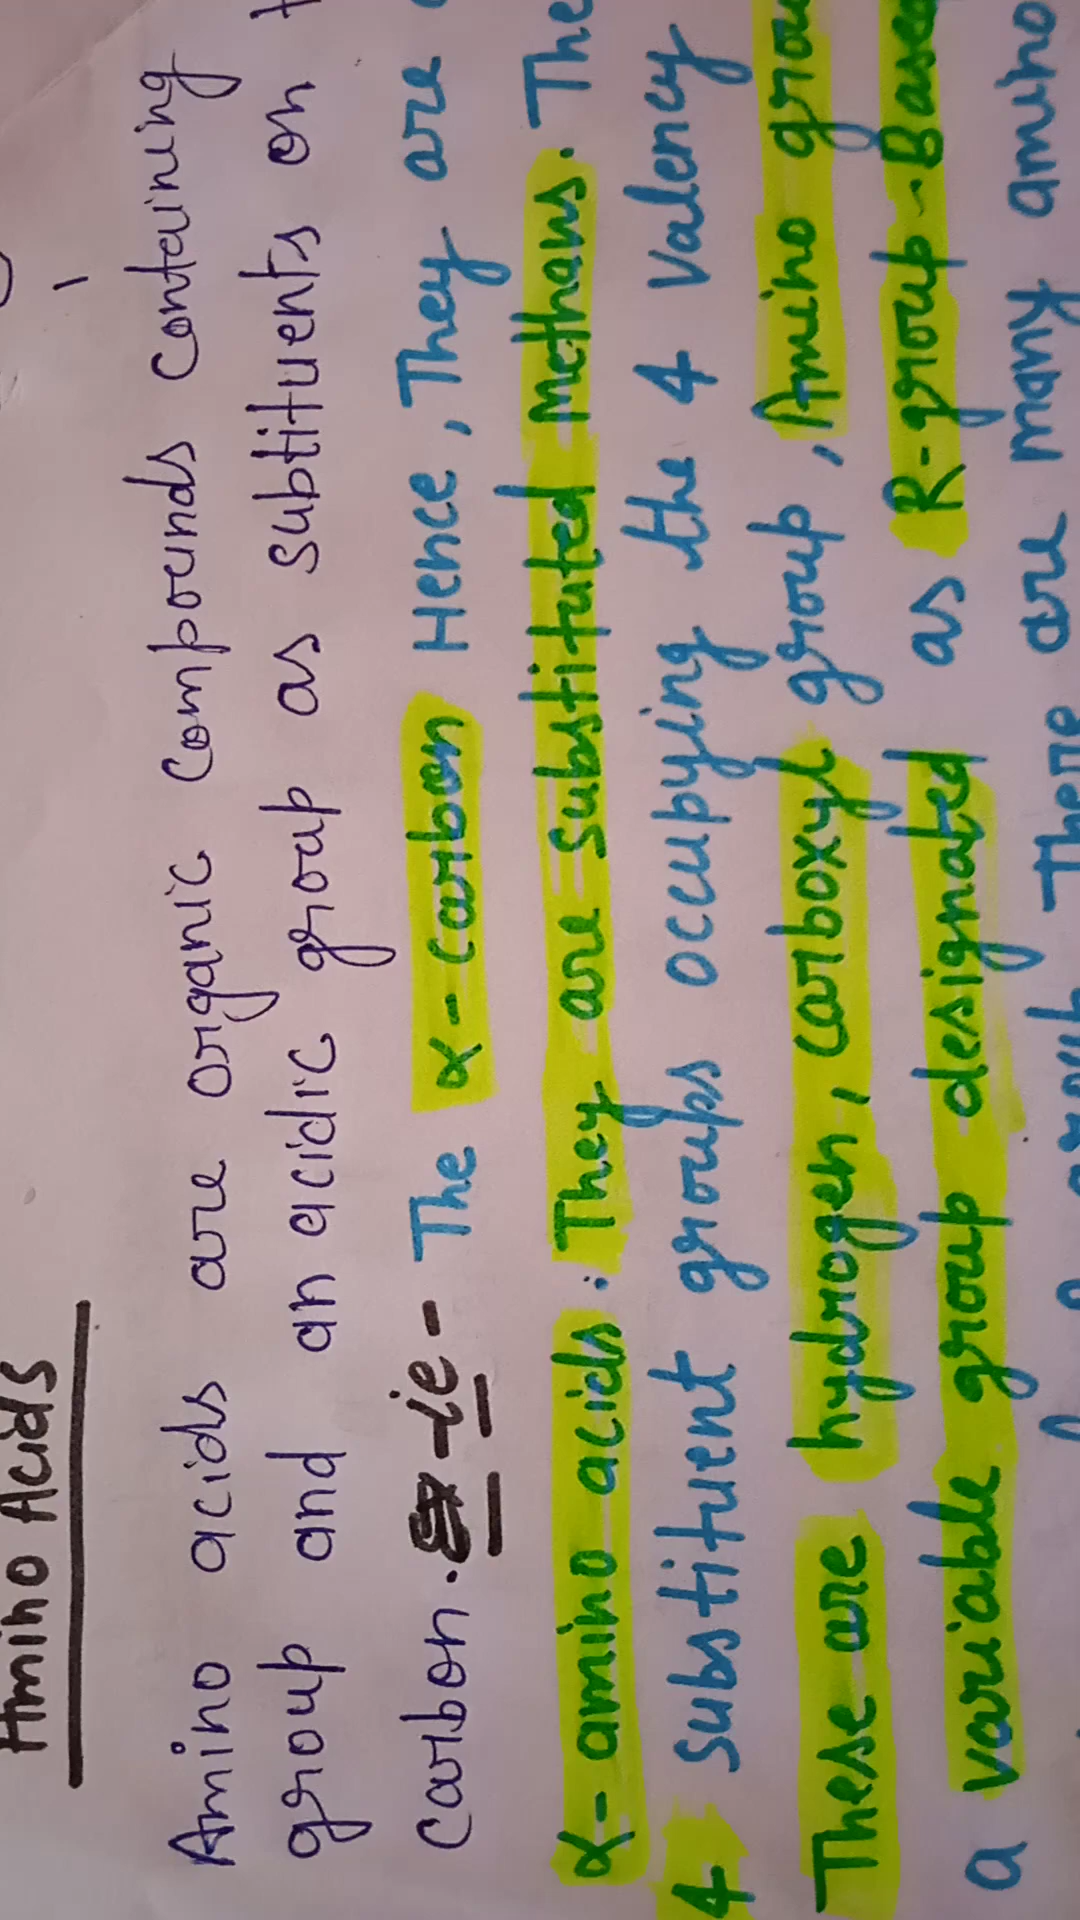 Amino Acids
Amino acids are organic compounds containing
group and an acidic group as substituents on
carbon. -ie- The α-carbon Hence, They are
α-amino acids. They are substituted Methans. The
4 substituent groups occupying the 4 valency
These are hydrogen, carboxyl group, Amino
a variable group designated as R-group-Based
There are many amino